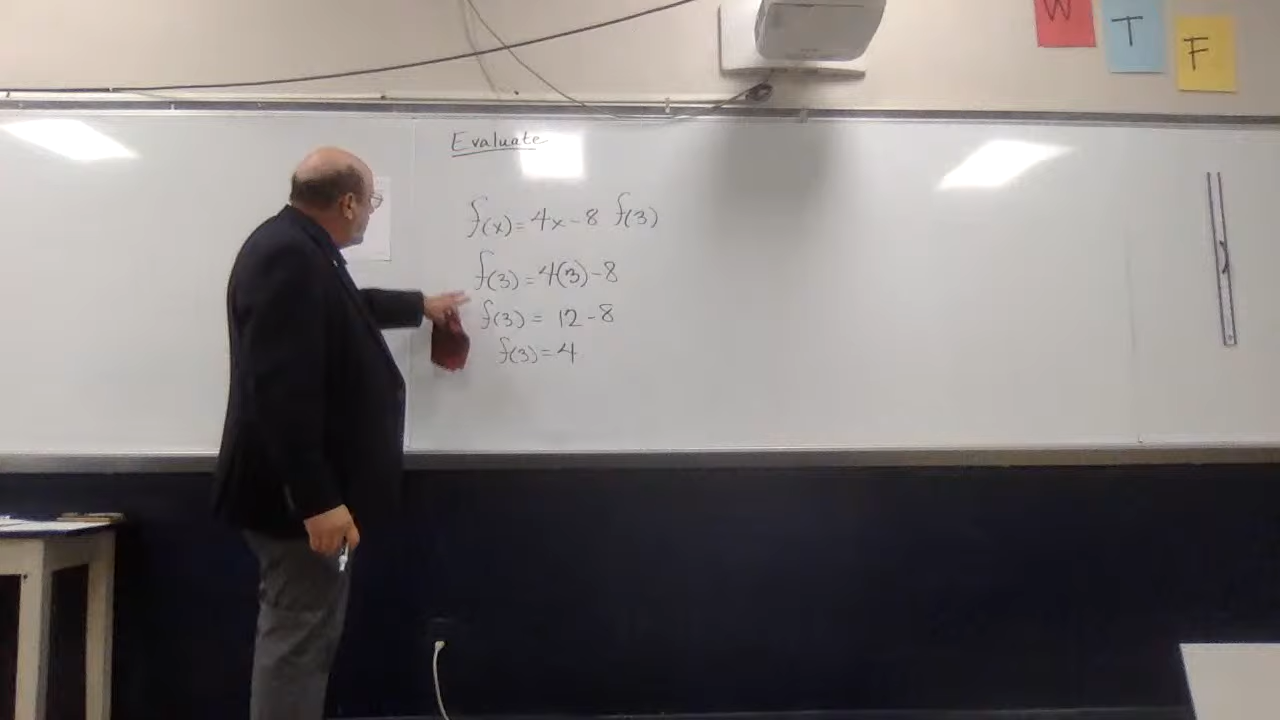 W
T
F
Evaluate
f(x) = 4x - 8 f(3)
f(3) = 4(3) - 8
f(3) = 12 - 8
f(3) = 4